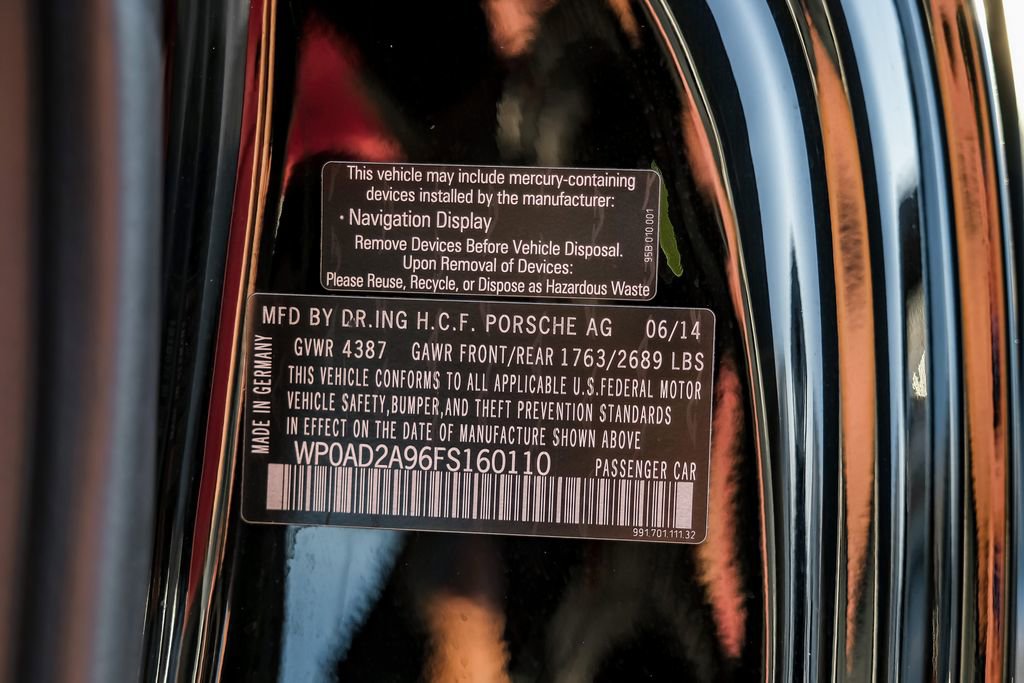 This vehicle may include mercury-containing
devices installed by the manufacturer:
· Navigation Display
Remove Devices Before Vehicle Disposal.
Upon Removal of Devices:
Please Reuse, Recycle, or Dispose as Hazardous Waste
95B 010 001
MFD BY DR.ING H.C.F. PORSCHE AG 06/14
GVWR 4387 GAWR FRONT/REAR 1763/2689 LBS
THIS VEHICLE CONFORMS TO ALL APPLICABLE U.S.FEDERAL MOTOR
VEHICLE SAFETY,BUMPER,AND THEFT PREVENTION STANDARDS
IN EFFECT ON THE DATE OF MANUFACTURE SHOWN ABOVE
MADE IN GERMANY
WP0AD2A96FS160110 PASSENGER CAR
991.701.111.32